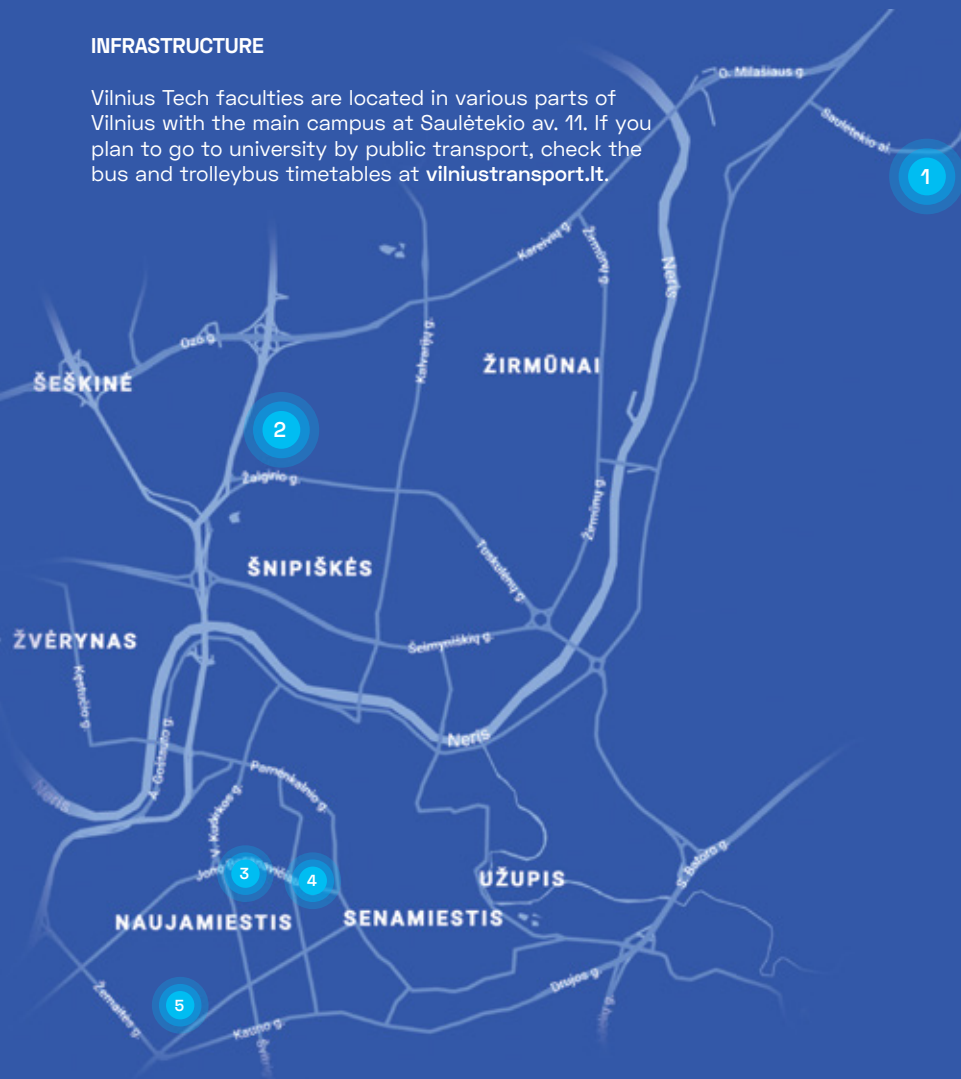 INFRASTRUCTURE
Vilnius Tech faculties are located in various parts of
Vilnius with the main campus at Saulėtekio av. 11. If you
plan to go to university by public transport, check the
bus and trolleybus timetables at vilniustransport.lt.
O. Milašiaus g.
Saulėtekio al.
1
Kareivių g.
Žirmūnų g.
Neris
Ozo g.
Kalvarijų g.
ŽIRMŪNAI
ŠEŠKINĖ
2
Žalgirio g.
Žirmūnų g.
Tuskulėnų g.
ŠNIPIŠKĖS
ŽVĖRYNAS
Šeimyniškių g.
Kęstučio g.
A. Goštauto g.
Neris
Neris
Pamėnkalnio g.
V. Kudirkos g.
S. Batoro g.
Jono
3
4
UŽUPIS
NAUJAMIESTIS
SENAMIESTIS
Drujos g.
5
Žemaitės g.
Kauno g.